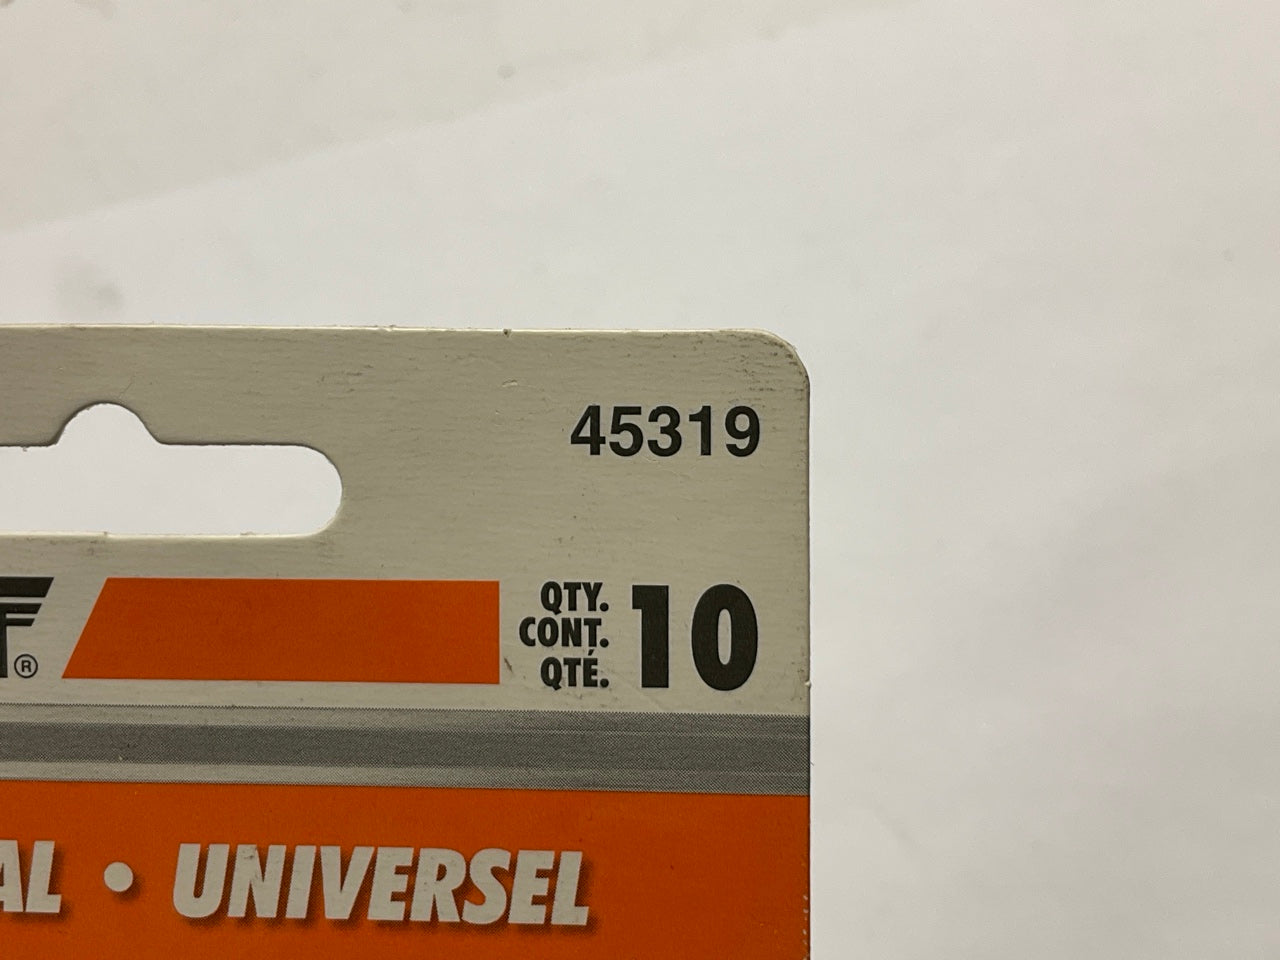 45319
QTY.
CONT.
QTÉ.
10
®
AL • UNIVERSEL